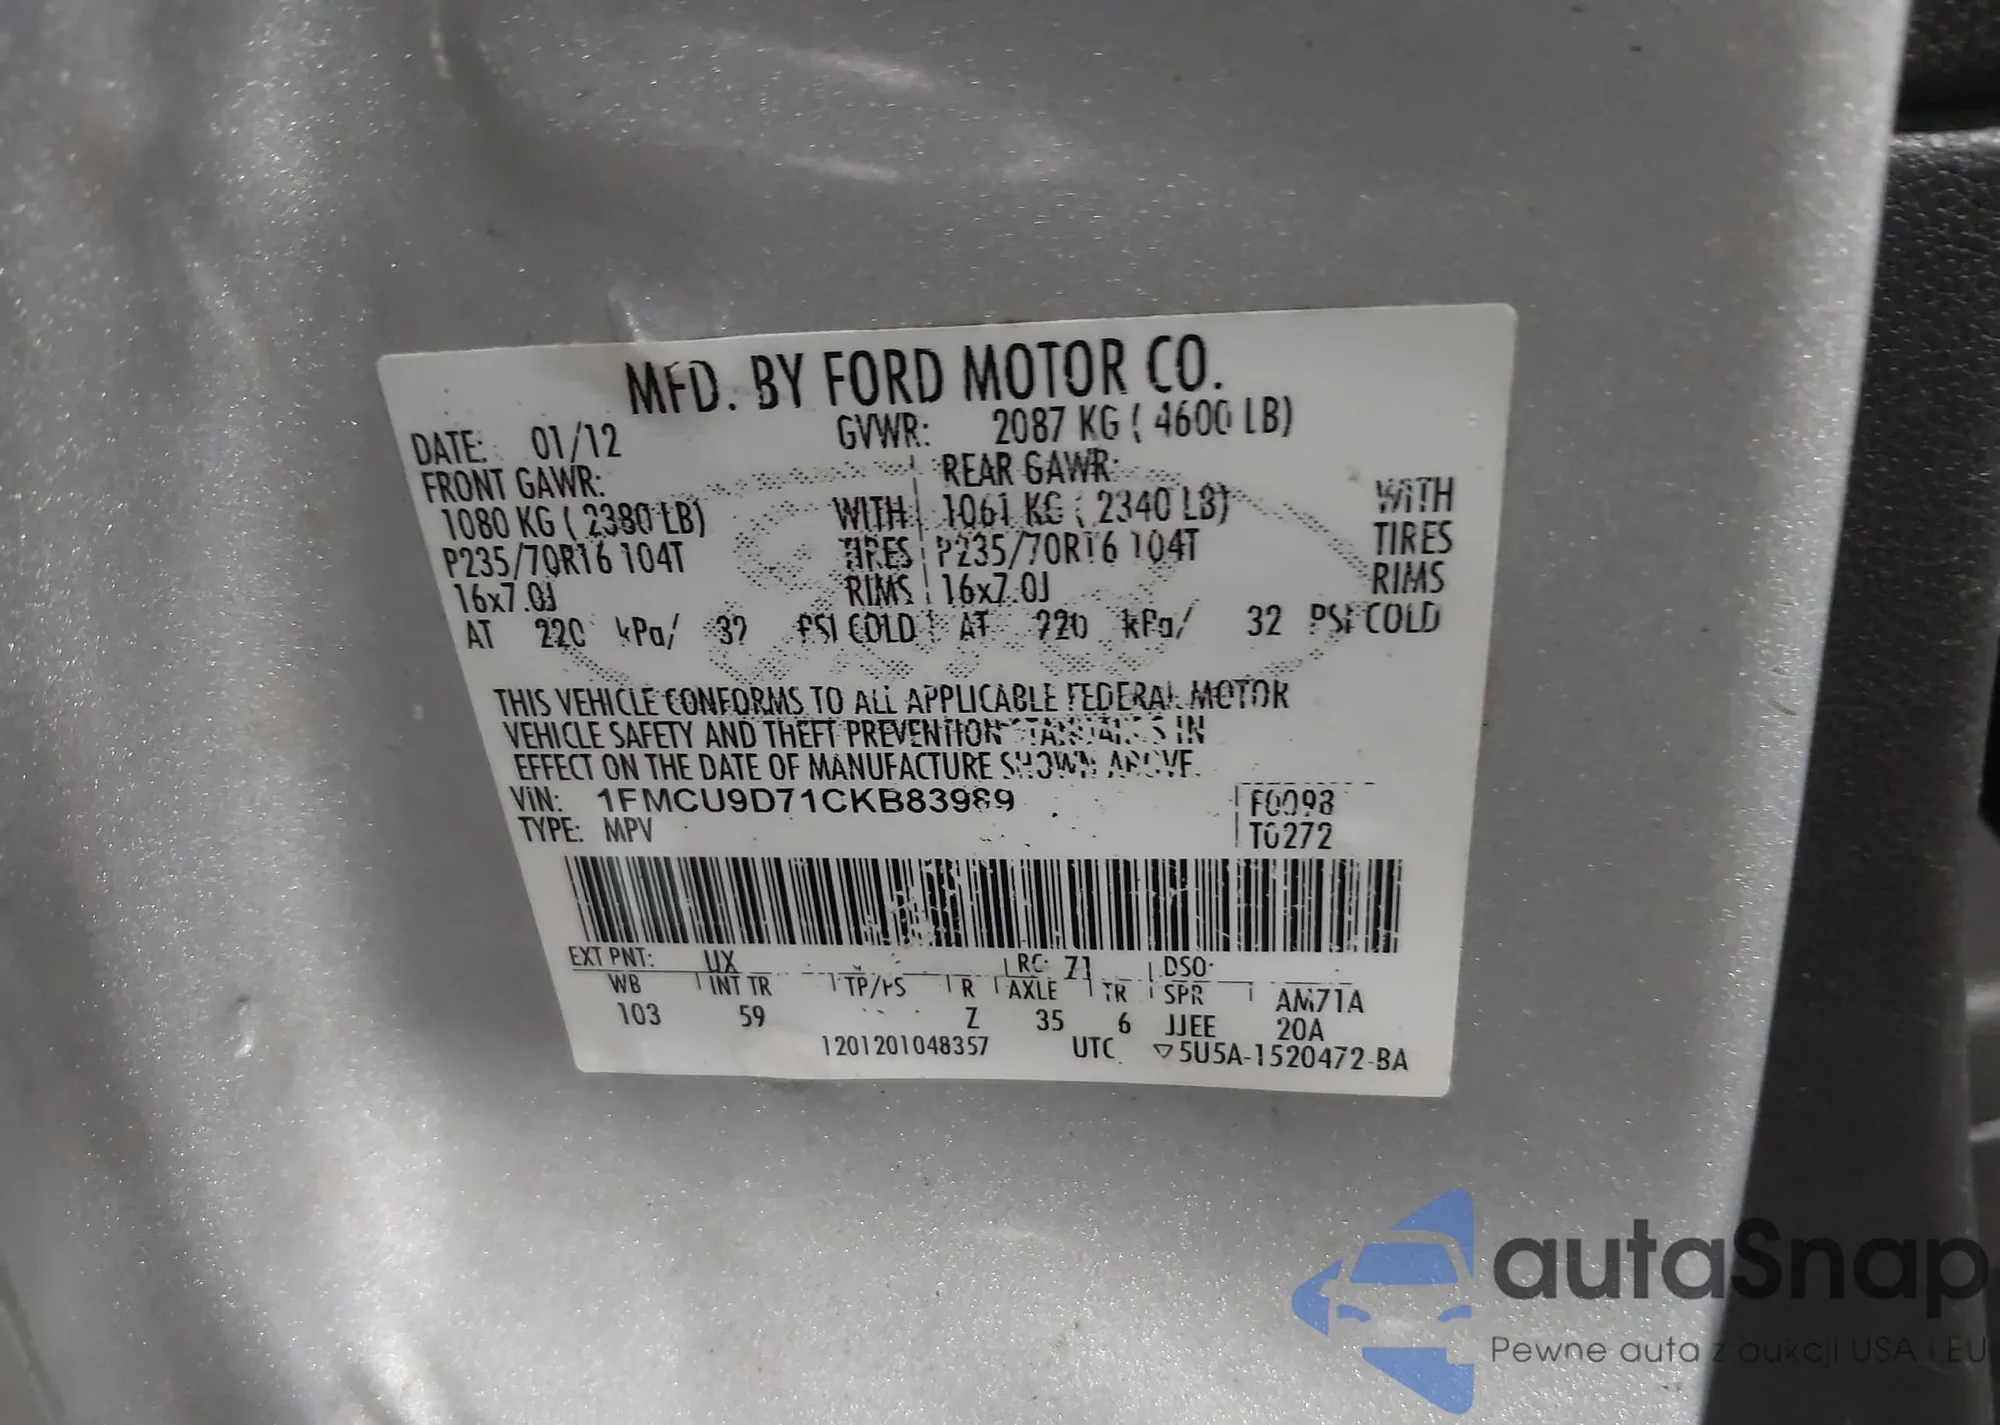 MFD. BY FORD MOTOR CO.
DATE: 01/12 GVWR: 2087 KG ( 4600 LB)
FRONT GAWR: REAR GAWR:
1080 KG ( 2380 LB) WITH 1061 KG ( 2340 LB) WITH
P235/70R16 104T TIRES P235/70R16 104T TIRES
16x7.0J RIMS 16x7.0J RIMS
AT 220 kPa/ 32 PSI COLD AT 220 kPa/ 32 PSI COLD
THIS VEHICLE CONFORMS TO ALL APPLICABLE FEDERAL MOTOR
VEHICLE SAFETY AND THEFT PREVENTION STANDARDS IN
EFFECT ON THE DATE OF MANUFACTURE SHOWN ABOVE.
VIN: 1FMCU9D71CKB83989 F0098
TYPE: MPV T0272
EXT PNT: UX RC: 71 DSO:
WB INT TR TP/PS R AXLE TR SPR AM71A
103 59 Z 35 6 JJEE 20A
1201201048357 UTC ▽5U5A-1520472-BA
autaSnap
Pewne auta z aukcji USA i EU